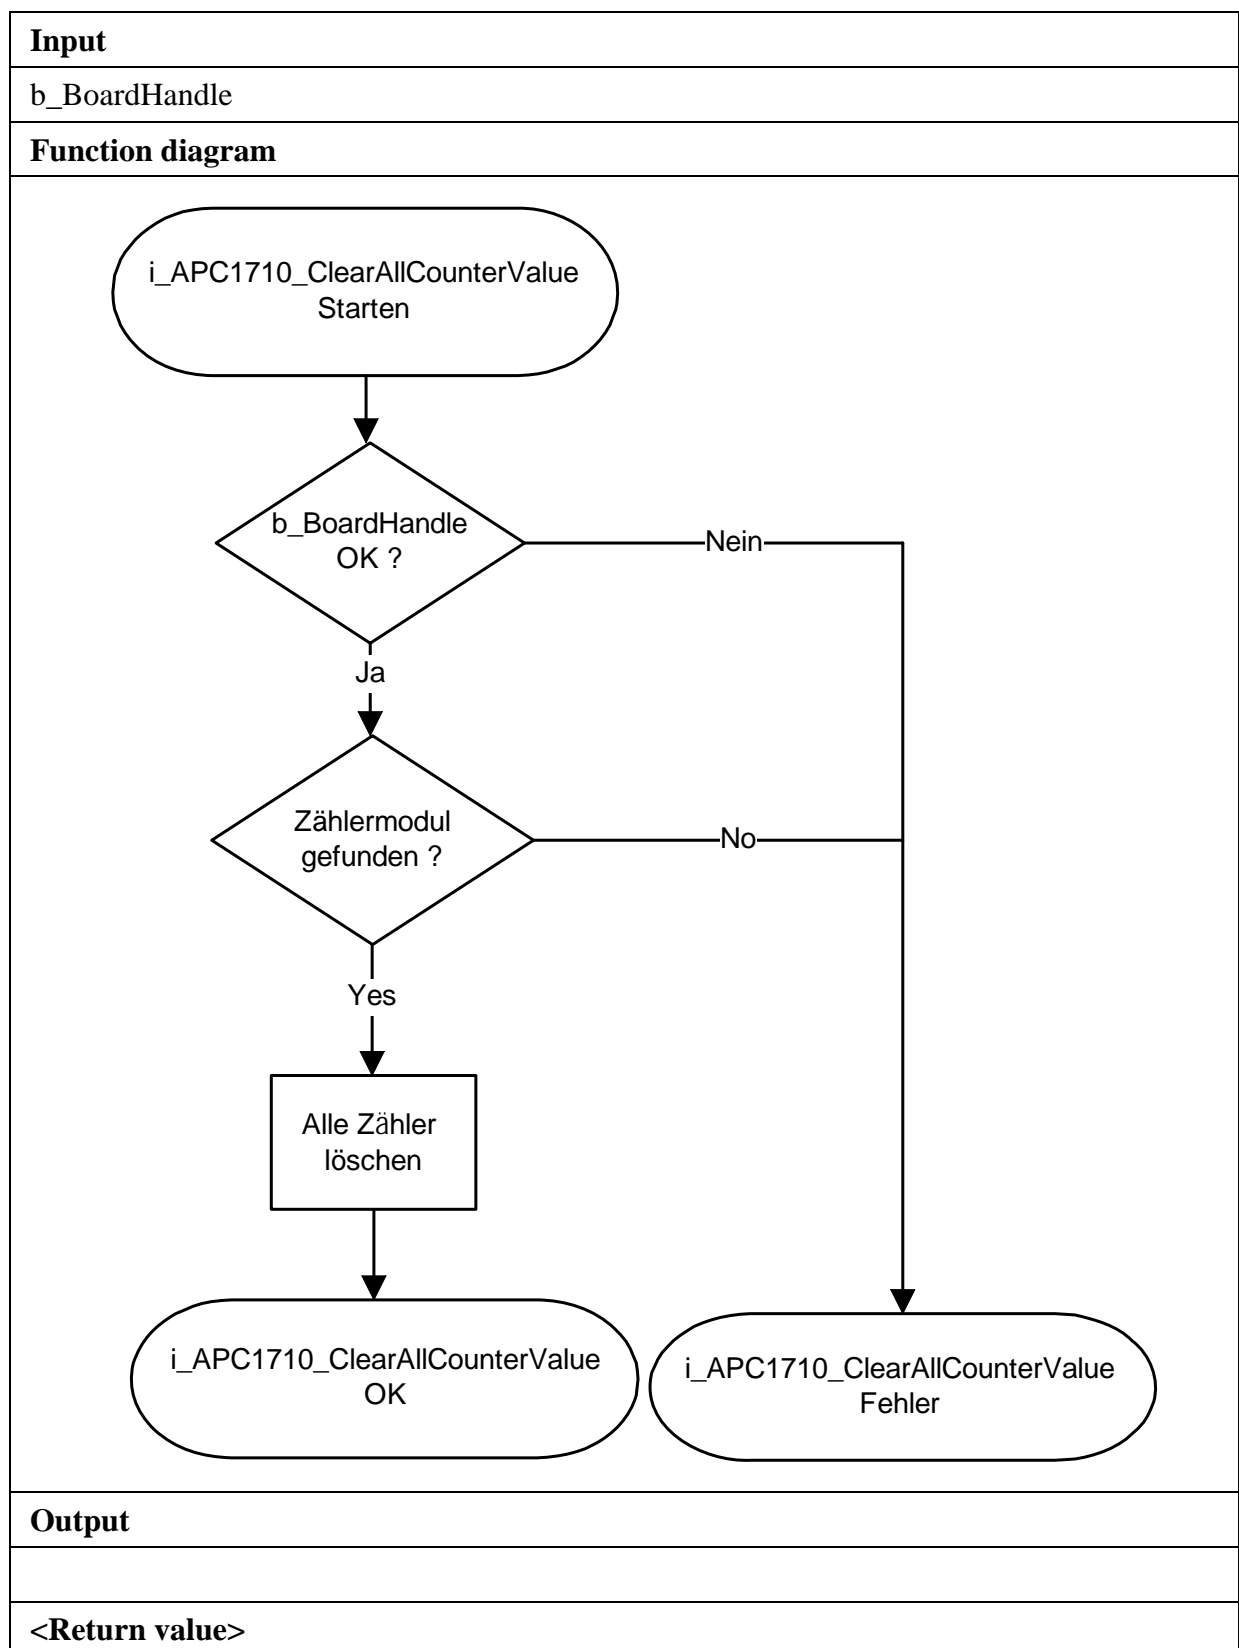 Input
b_BoardHandle
Function diagram
i_APC1710_ClearAllCounterValue
Starten
b_BoardHandle
OK ?
Nein
Ja
Zählermodul
gefunden ?
No
Yes
Alle Zähler
löschen
i_APC1710_ClearAllCounterValue
OK
i_APC1710_ClearAllCounterValue
Fehler
Output
<Return value>